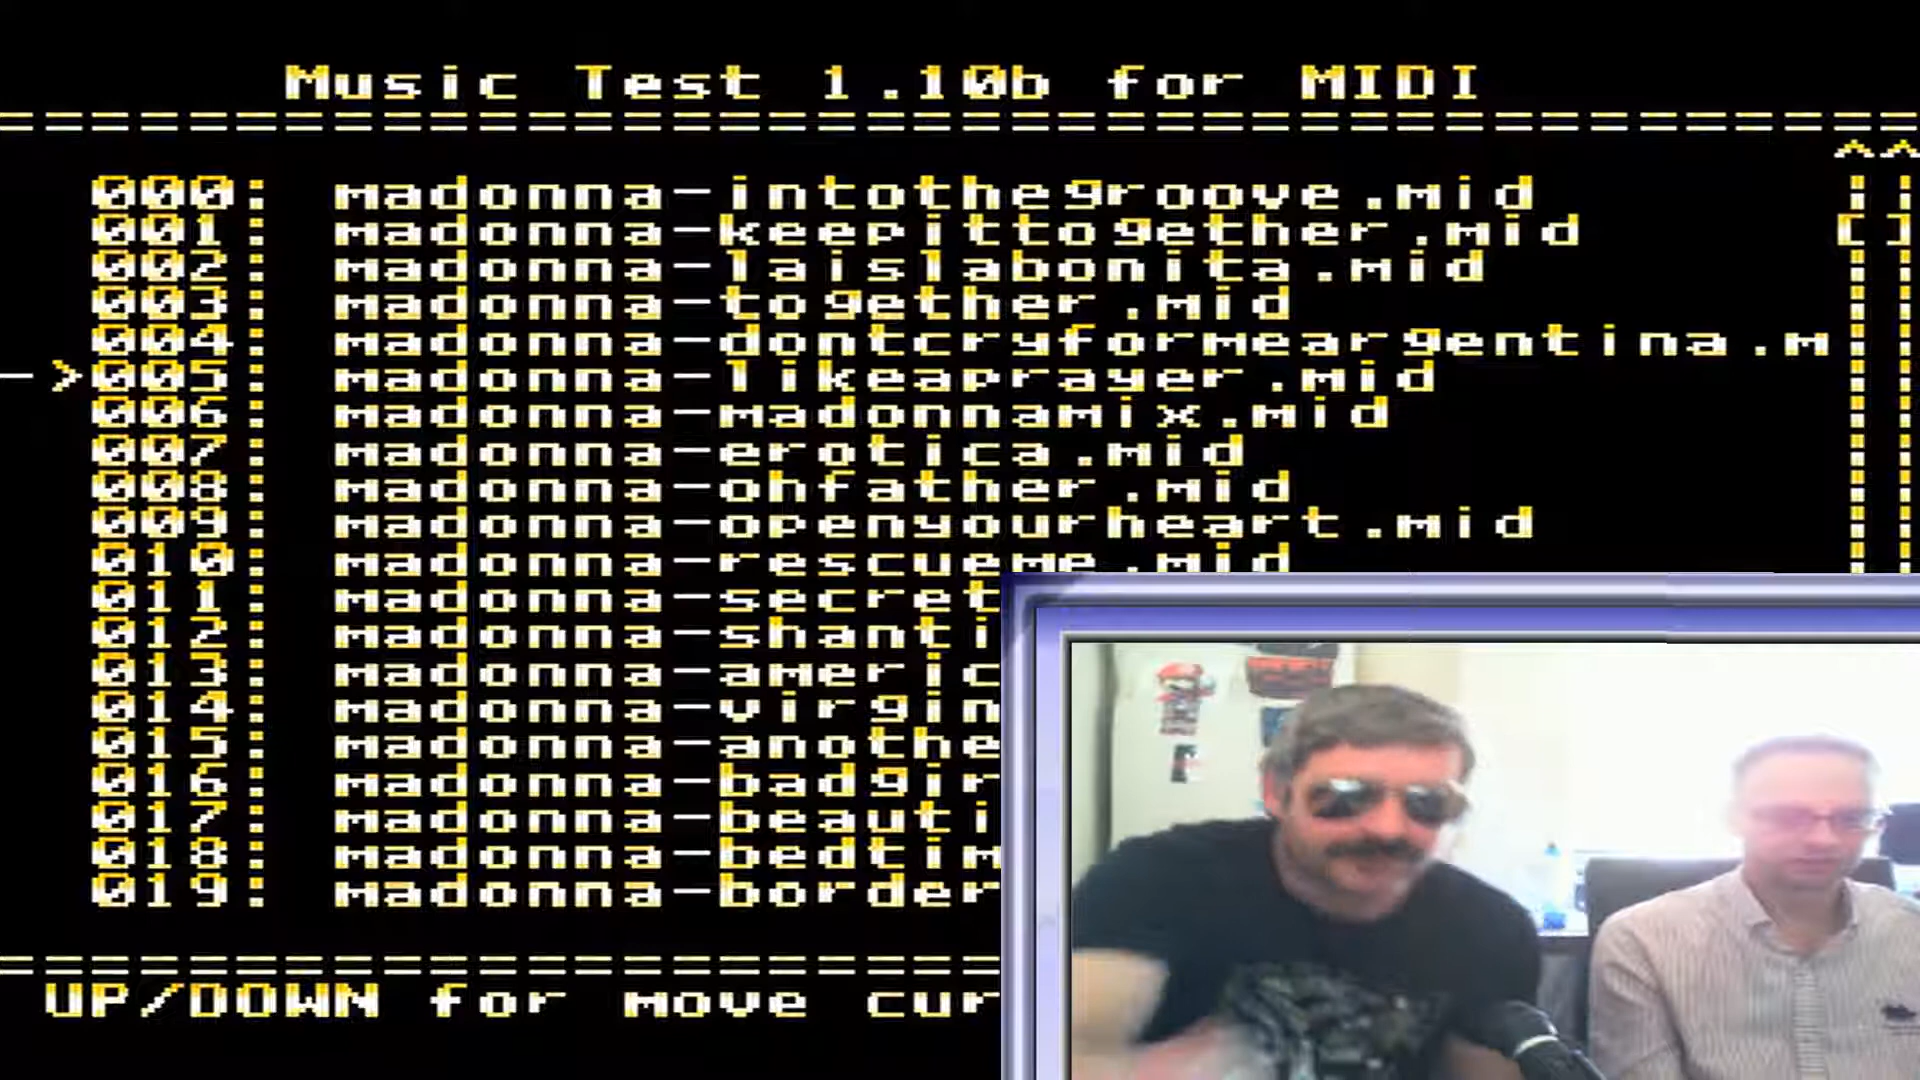 Music Test 1.10b for MIDI
================================================
^^
000: madonna-intothegroove.mid ||
001: madonna-keepittogether.mid []
002: madonna-laislabonita.mid ||
003: madonna-together.mid ||
004: madonna-dontcryformeargentina.m||
->005: madonna-likeaprayer.mid ||
006: madonna-madonnamix.mid ||
007: madonna-erotica.mid ||
008: madonna-ohfather.mid ||
009: madonna-openyourheart.mid ||
010: madonna-rescueme.mid ||
011: madonna-secret
012: madonna-shanti
013: madonna-americ
014: madonna-virgin
015: madonna-anothe
016: madonna-badgir
017: madonna-beauti
018: madonna-bedtim
019: madonna-border
=====================
UP/DOWN for move cur